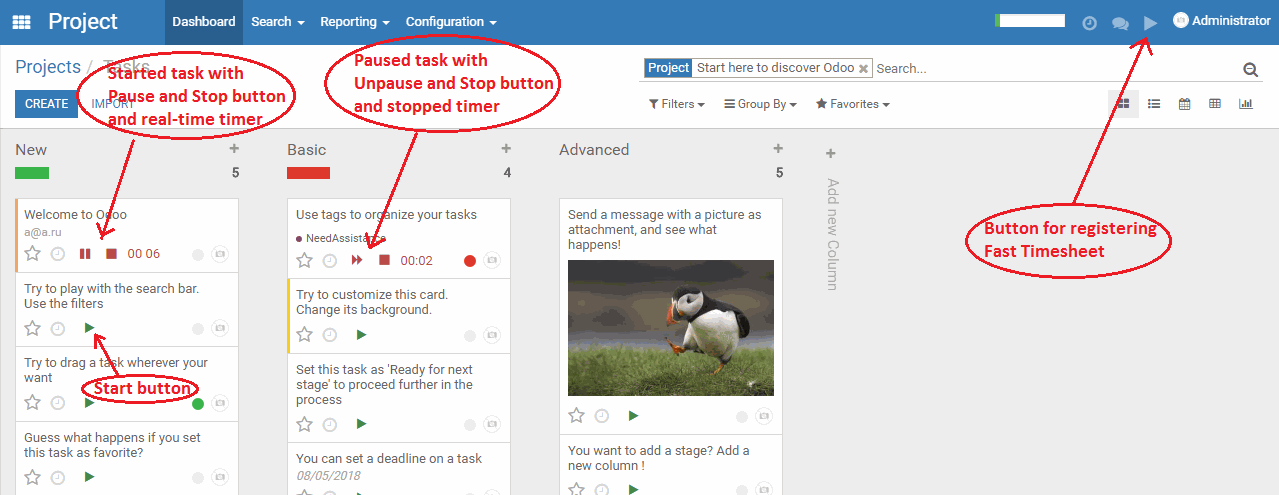 Project
Dashboard
Search
Reporting
Configuration
Administrator
Projects / Tasks
Project Start here to discover Odoo Search...
CREATE
IMPORT
Filters
Group By
Favorites
Started task with
Pause and Stop button
and real-time timer
Paused task with
Unpause and Stop button
and stopped timer
Button for registering
Fast Timesheet
New
5
Welcome to Odoo
a@a.ru
00 06
Try to play with the search bar.
Use the filters
Try to drag a task wherever your
want
Start button
Guess what happens if you set
this task as favorite?
Basic
4
Use tags to organize your tasks
NeedAssistance
00:02
Try to customize this card.
Change its background.
Set this task as 'Ready for next
stage' to proceed further in the
process
You can set a deadline on a task
08/05/2018
Advanced
5
Send a message with a picture as
attachment, and see what
happens!
You want to add a stage? Add a
new column !
Add new Column